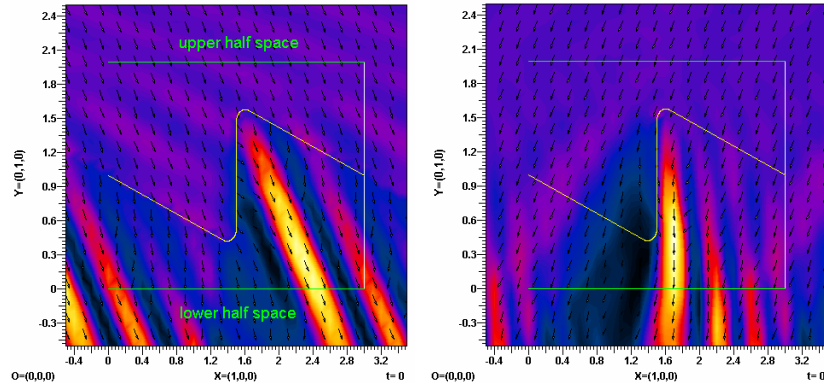 2.4
upper half space
2.1
1.8
1.5
1.2
Y=(0,1,0)
0.9
0.6
0.3
0
lower half space
-0.3
-0.4 0 0.4 0.8 1.2 1.6 2.0 2.4 2.8 3.2
O=(0,0,0) X=(1,0,0) t= 0
2.4
2.1
1.8
1.5
1.2
Y=(0,1,0)
0.9
0.6
0.3
0
-0.3
-0.4 0 0.4 0.8 1.2 1.6 2.0 2.4 2.8 3.2
O=(0,0,0) X=(1,0,0) t= 0